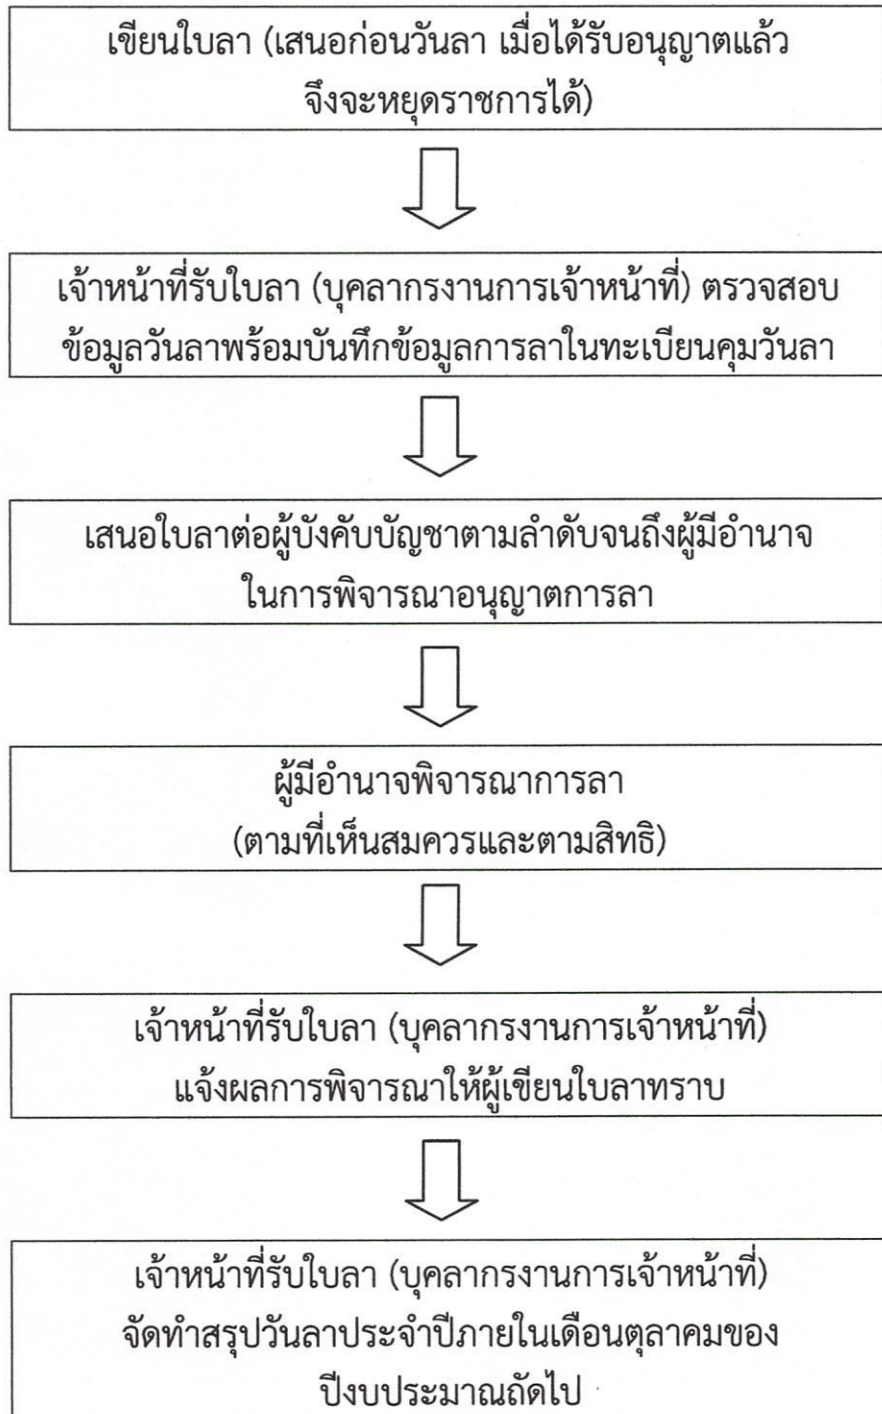 เขียนใบลา (เสนอก่อนวันลา เมื่อได้รับอนุญาตแล้ว
จึงจะหยุดราชการได้)
เจ้าหน้าที่รับใบลา (บุคลากรงานการเจ้าหน้าที่) ตรวจสอบ
ข้อมูลวันลาพร้อมบันทึกข้อมูลการลาในทะเบียนคุมวันลา
เสนอใบลาต่อผู้บังคับบัญชาตามลำดับจนถึงผู้มีอำนาจ
ในการพิจารณาอนุญาตการลา
ผู้มีอำนาจพิจารณาการลา
(ตามที่เห็นสมควรและตามสิทธิ)
เจ้าหน้าที่รับใบลา (บุคลากรงานการเจ้าหน้าที่)
แจ้งผลการพิจารณาให้ผู้เขียนใบลาทราบ
เจ้าหน้าที่รับใบลา (บุคลากรงานการเจ้าหน้าที่)
จัดทำสรุปวันลาประจำปีภายในเดือนตุลาคมของ
ปีงบประมาณถัดไป